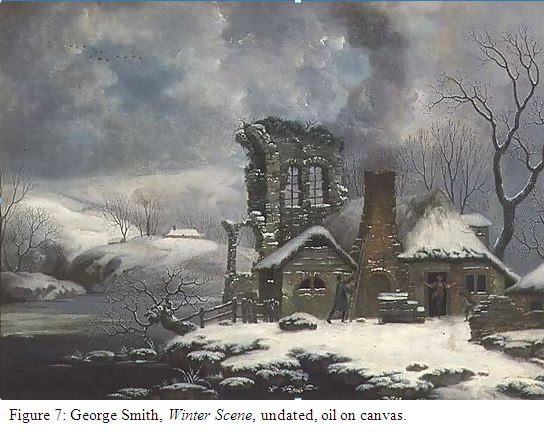 Figure 7: George Smith, Winter Scene, undated, oil on canvas.